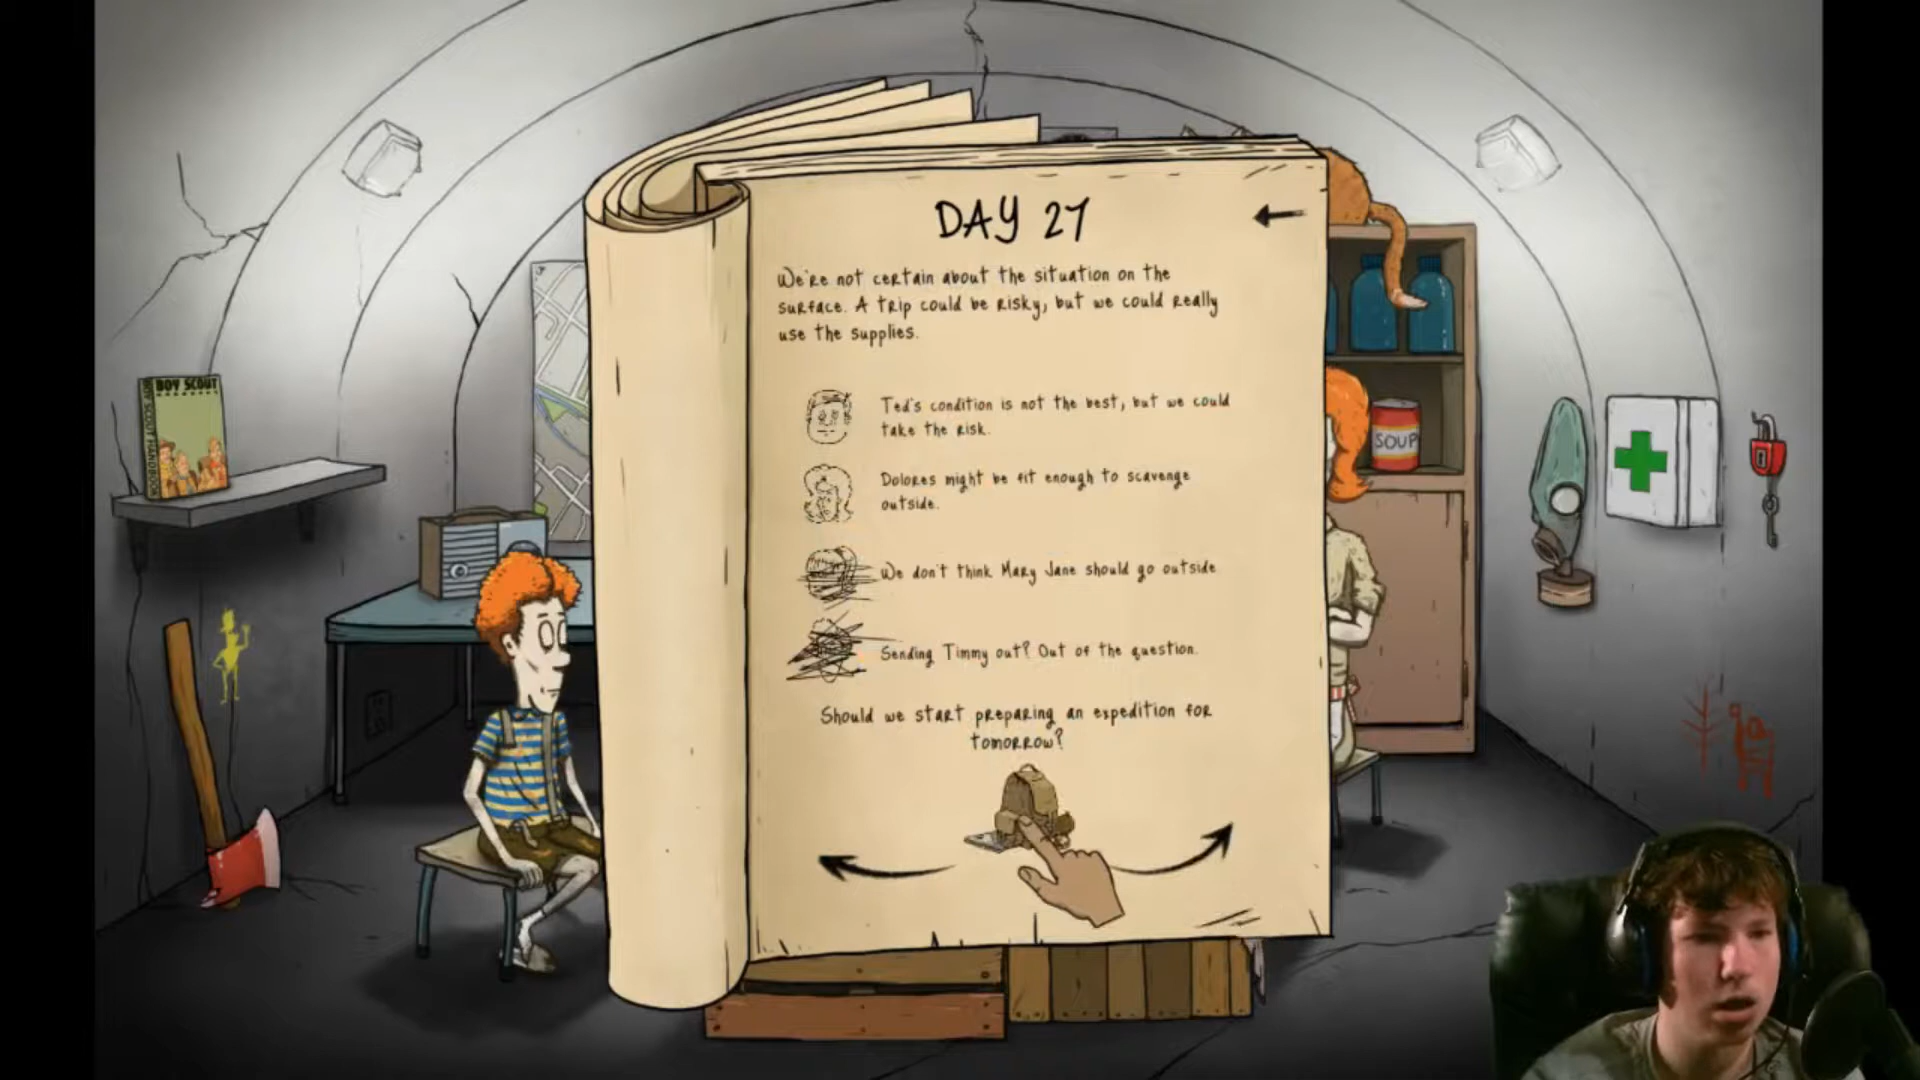 DAY 27
We're not certain about the situation on the
surface. A trip could be risky, but we could really
use the supplies.
Ted's condition is not the best, but we could
take the risk.
Dolores might be fit enough to scavenge
outside.
We don't think Mary Jane should go outside
Sending Timmy out? Out of the question.
Should we start preparing an expedition for
tomorrow?
BOY SCOUT
BOY SCOUT HANDBOOK
SOUP